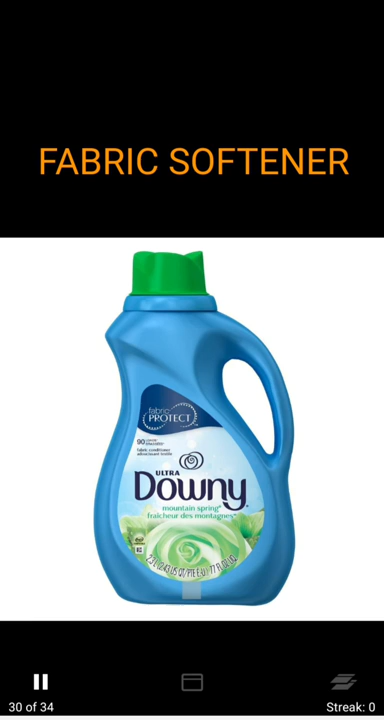 FABRIC SOFTENER
fabric
PROTECT
90
ULTRA
Downy
mountain spring*
fraîcheur des montagnes*
30 of 34
Streak: 0